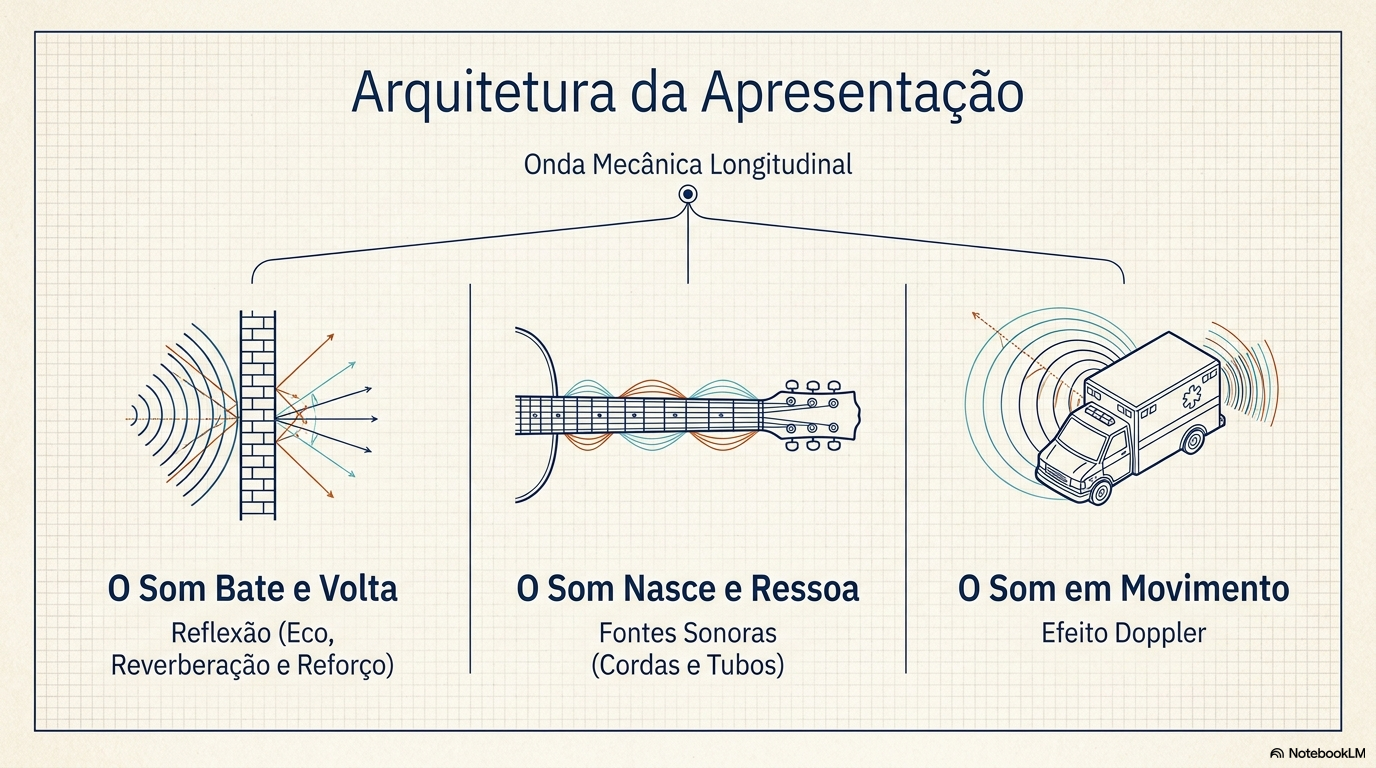 Arquitetura da Apresentação
Onda Mecânica Longitudinal
O Som Bate e Volta
Reflexão (Eco,
Reverberação e Reforço)
O Som Nasce e Ressoa
Fontes Sonoras
(Cordas e Tubos)
O Som em Movimento
Efeito Doppler
NotebookLM